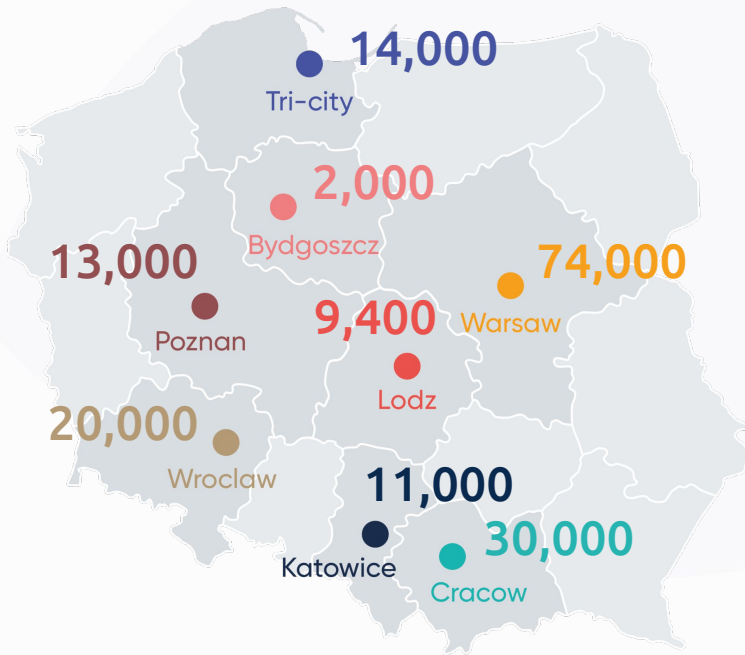 14,000
Tri-city
2,000
Bydgoszcz
13,000
Poznan
74,000
Warsaw
9,400
Lodz
20,000
Wroclaw
11,000
Katowice
30,000
Cracow